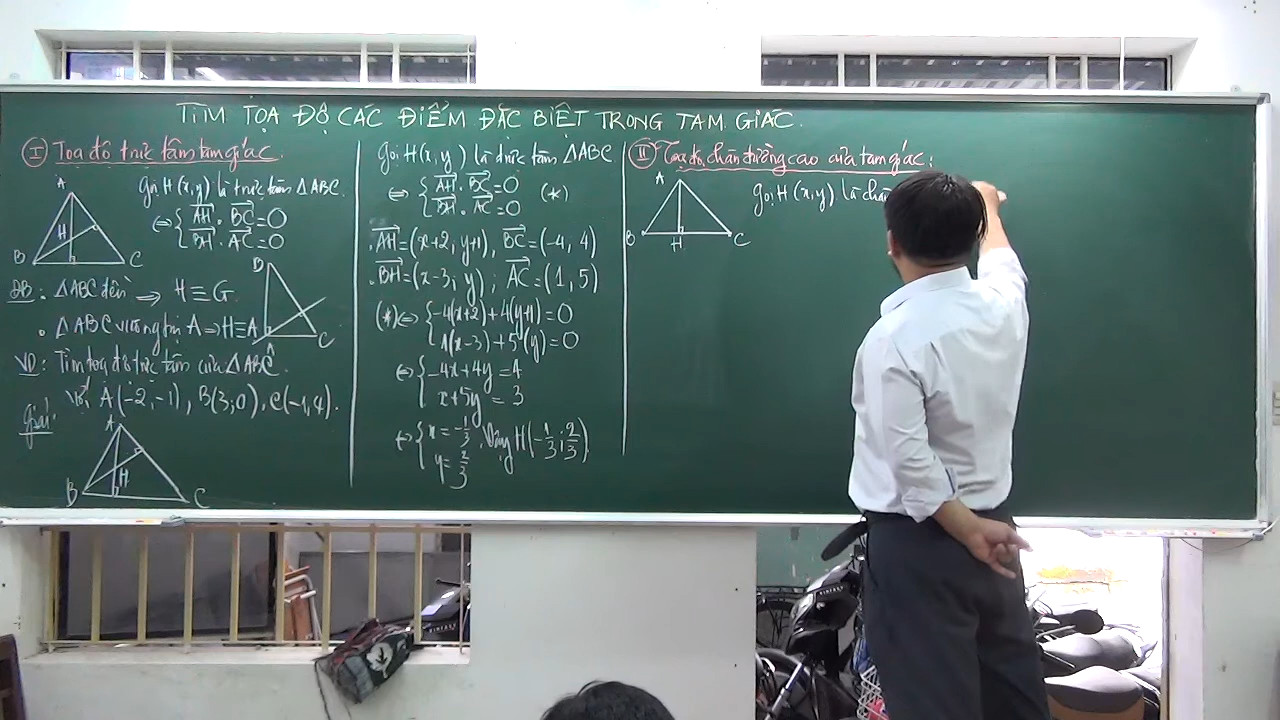 TÌM TỌA ĐỘ CÁC ĐIỂM ĐẶC BIỆT TRONG TAM GIÁC.
I Tọa độ trực tâm tam giác.
A
B
C
H
Gọi H(x,y) là trực tâm ΔABC.
⇔ { AH . BC = 0
BH . AC = 0
ĐB : ΔABC đều ⇒ H ≡ G.
• ΔABC vuông tại A ⇒ H ≡ A
B
A
C
VD : Tìm tọa độ trực tâm của ΔABC.
Với A(-2;-1), B(3;0), C(-1,4).
Giải:
A
B
H
C
Gọi H(x,y) là trực tâm ΔABC
⇔ { AH . BC = 0
BH . AC = 0 (*)
. AH = (x+2, y+1), BC = (-4, 4)
. BH = (x-3; y) ; AC = (1, 5)
(*) ⇔ { -4(x+2) + 4(y+1) = 0
1(x-3) + 5(y) = 0
⇔ { -4x + 4y = 4
x + 5y = 3
⇔ { x = -1/3
y = 2/3 . Vậy H(-1/3; 2/3)
II Tọa độ chân đường cao của tam giác:
A
B
H
C
Gọi H(x,y) là chân